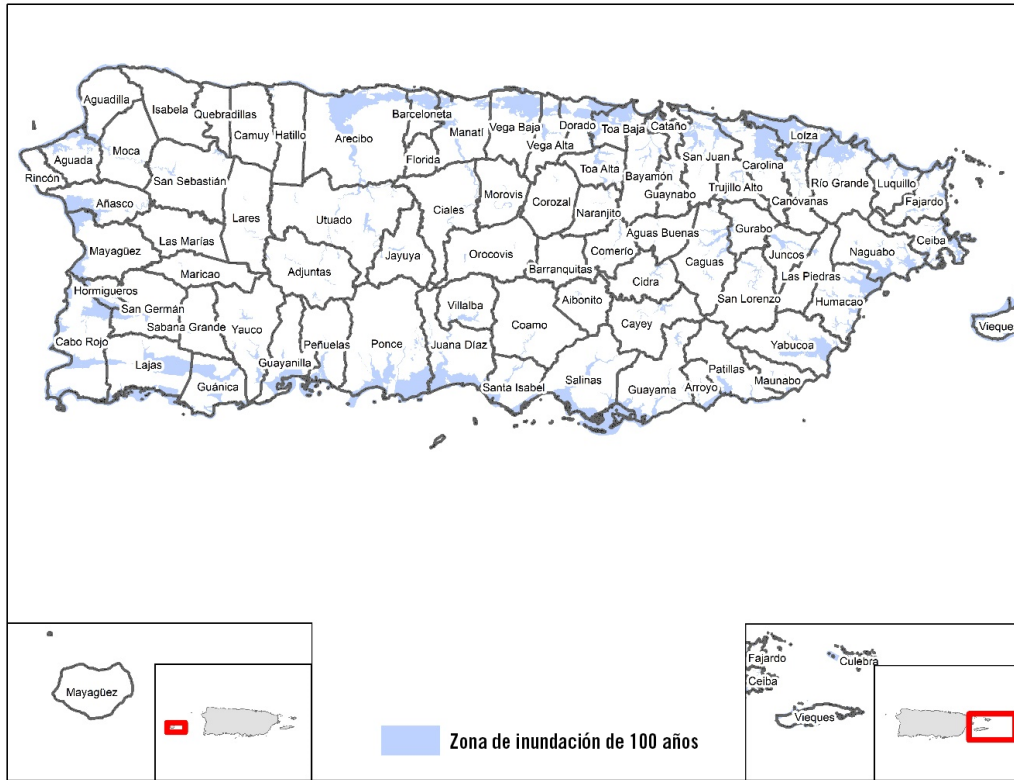 Aguadilla
Isabela
Quebradillas
Camuy
Hatillo
Arecibo
Barceloneta
Manatí
Vega Baja
Vega Alta
Dorado
Toa Baja
Cataño
San Juan
Carolina
Loíza
Aguada
Moca
Rincón
San Sebastián
Florida
Toa Alta
Bayamón
Guaynabo
Trujillo Alto
Canóvanas
Río Grande
Luquillo
Fajardo
Añasco
Lares
Utuado
Ciales
Morovis
Corozal
Naranjito
Aguas Buenas
Gurabo
Ceiba
Mayagüez
Las Marías
Maricao
Adjuntas
Jayuya
Orocovis
Barranquitas
Comerío
Caguas
Juncos
Naguabo
Las Piedras
Hormigueros
San Germán
Sabana Grande
Yauco
Villalba
Aibonito
Cidra
San Lorenzo
Humacao
Vieques
Cabo Rojo
Lajas
Guánica
Guayanilla
Peñuelas
Ponce
Juana Díaz
Coamo
Cayey
Yabucoa
Santa Isabel
Salinas
Guayama
Arroyo
Patillas
Maunabo
Mayagüez
Fajardo
Ceiba
Culebra
Vieques
Zona de inundación de 100 años